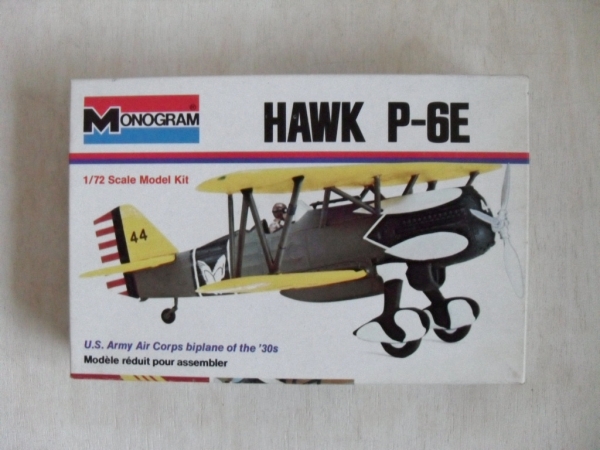 MONOGRAM
®
HAWK P-6E
1/72 Scale Model Kit
44
U.S. Army Air Corps biplane of the '30s
Modèle réduit pour assembler